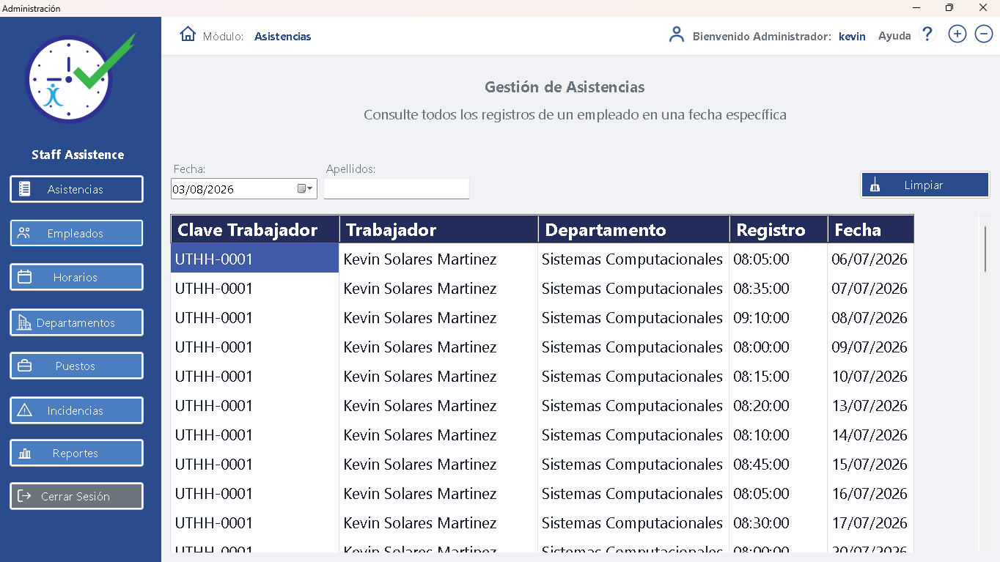 Administración
Módulo: Asistencias
Bienvenido Administrador: kevin Ayuda ?
Staff Assistence
Asistencias
Empleados
Horarios
Departamentos
Puestos
Incidencias
Reportes
Cerrar Sesión
Gestión de Asistencias
Consulte todos los registros de un empleado en una fecha específica
Fecha: Apellidos:
03/08/2026
Limpiar
Clave Trabajador Trabajador Departamento Registro Fecha
UTHH-0001 Kevin Solares Martinez Sistemas Computacionales 08:05:00 06/07/2026
UTHH-0001 Kevin Solares Martinez Sistemas Computacionales 08:35:00 07/07/2026
UTHH-0001 Kevin Solares Martinez Sistemas Computacionales 09:10:00 08/07/2026
UTHH-0001 Kevin Solares Martinez Sistemas Computacionales 08:00:00 09/07/2026
UTHH-0001 Kevin Solares Martinez Sistemas Computacionales 08:15:00 10/07/2026
UTHH-0001 Kevin Solares Martinez Sistemas Computacionales 08:20:00 13/07/2026
UTHH-0001 Kevin Solares Martinez Sistemas Computacionales 08:10:00 14/07/2026
UTHH-0001 Kevin Solares Martinez Sistemas Computacionales 08:45:00 15/07/2026
UTHH-0001 Kevin Solares Martinez Sistemas Computacionales 08:05:00 16/07/2026
UTHH-0001 Kevin Solares Martinez Sistemas Computacionales 08:30:00 17/07/2026
UTHH-0001 Kevin Solares Martinez Sistemas Computacionales 08:00:00 20/07/2026